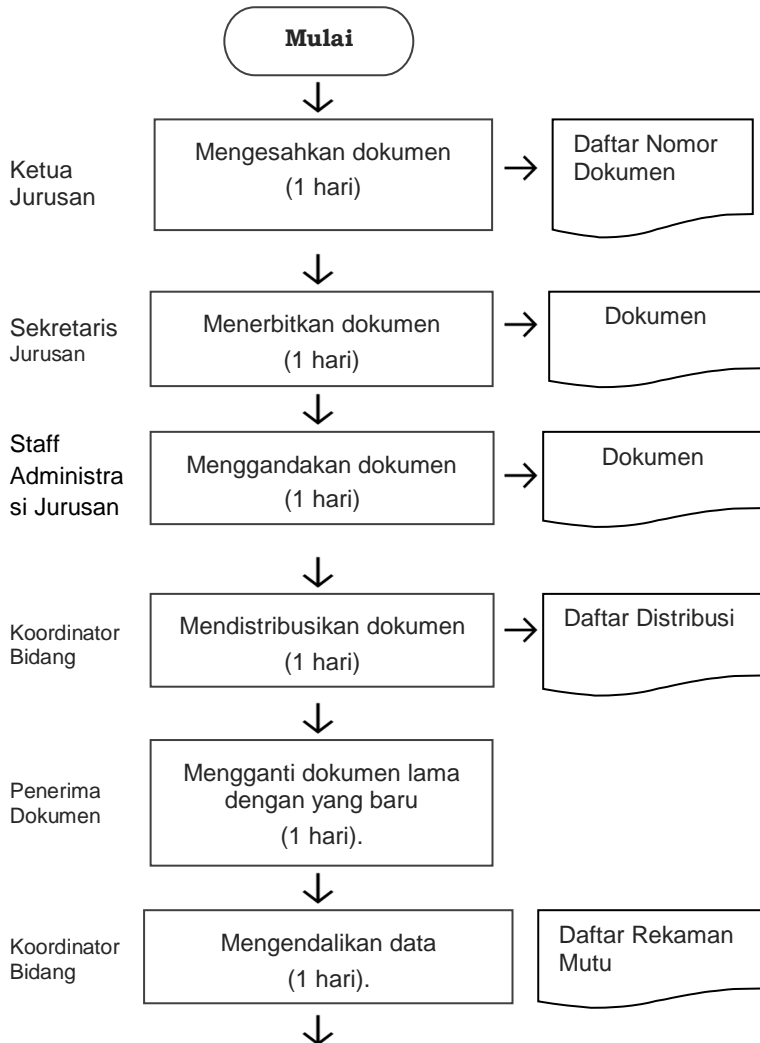 Mulai
Ketua
Jurusan
Mengesahkan dokumen
(1 hari)
Daftar Nomor
Dokumen
Sekretaris
Jurusan
Menerbitkan dokumen
(1 hari)
Dokumen
Staff
Administra
si Jurusan
Menggandakan dokumen
(1 hari)
Dokumen
Koordinator
Bidang
Mendistribusikan dokumen
(1 hari)
Daftar Distribusi
Penerima
Dokumen
Mengganti dokumen lama
dengan yang baru
(1 hari).
Koordinator
Bidang
Mengendalikan data
(1 hari).
Daftar Rekaman
Mutu